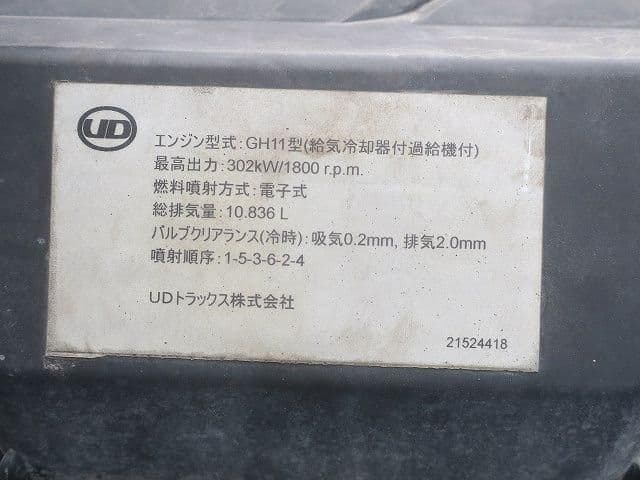 UD
エンジン型式:GH11型(給気冷却器付過給機付)
最高出力:302kW/1800 r.p.m.
燃料噴射方式:電子式
総排気量:10.836 L
バルブクリアランス(冷時):吸気0.2mm, 排気2.0mm
噴射順序:1-5-3-6-2-4
UDトラックス株式会社
21524418